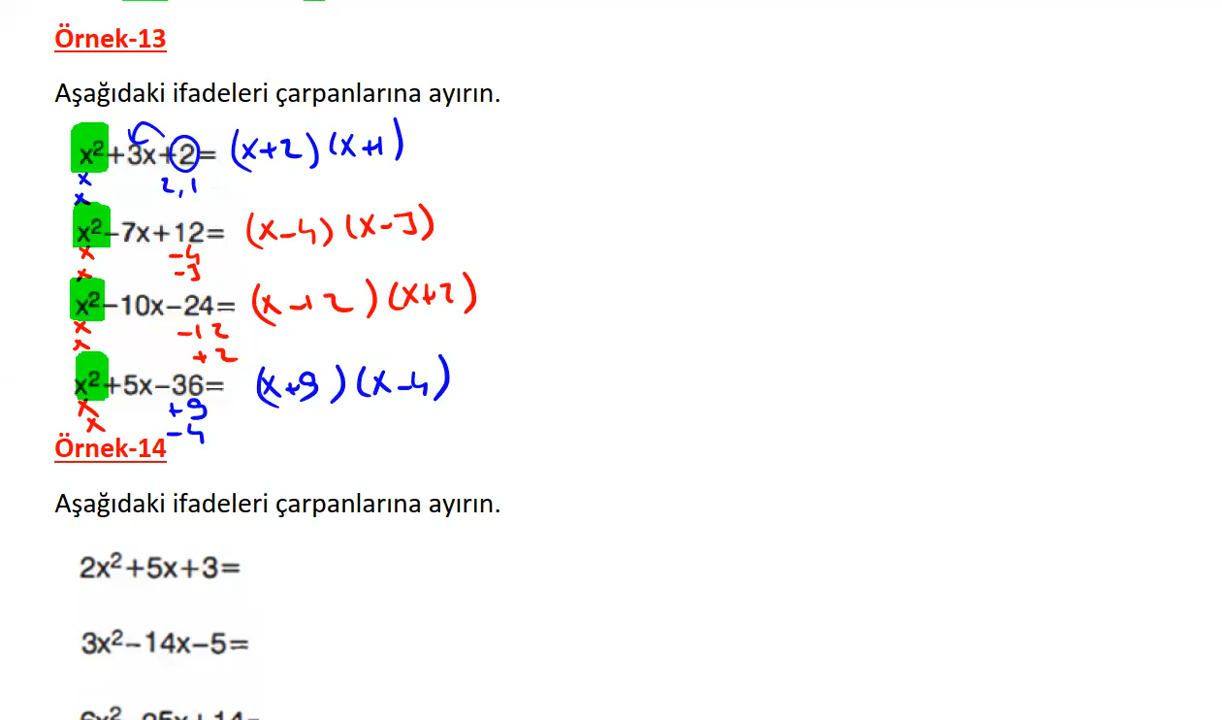 Örnek-13
Aşağıdaki ifadeleri çarpanlarına ayırın.
x²+3x+2= (x+2) (x+1)
x 2,1
x
x²-7x+12= (x-4) (x-3)
x -4
x -3
x²-10x-24= (x-12) (x+2)
x -12
x +2
x²+5x-36= (x+9) (x-4)
x +9
x -4
Örnek-14
Aşağıdaki ifadeleri çarpanlarına ayırın.
2x²+5x+3=
3x²-14x-5=